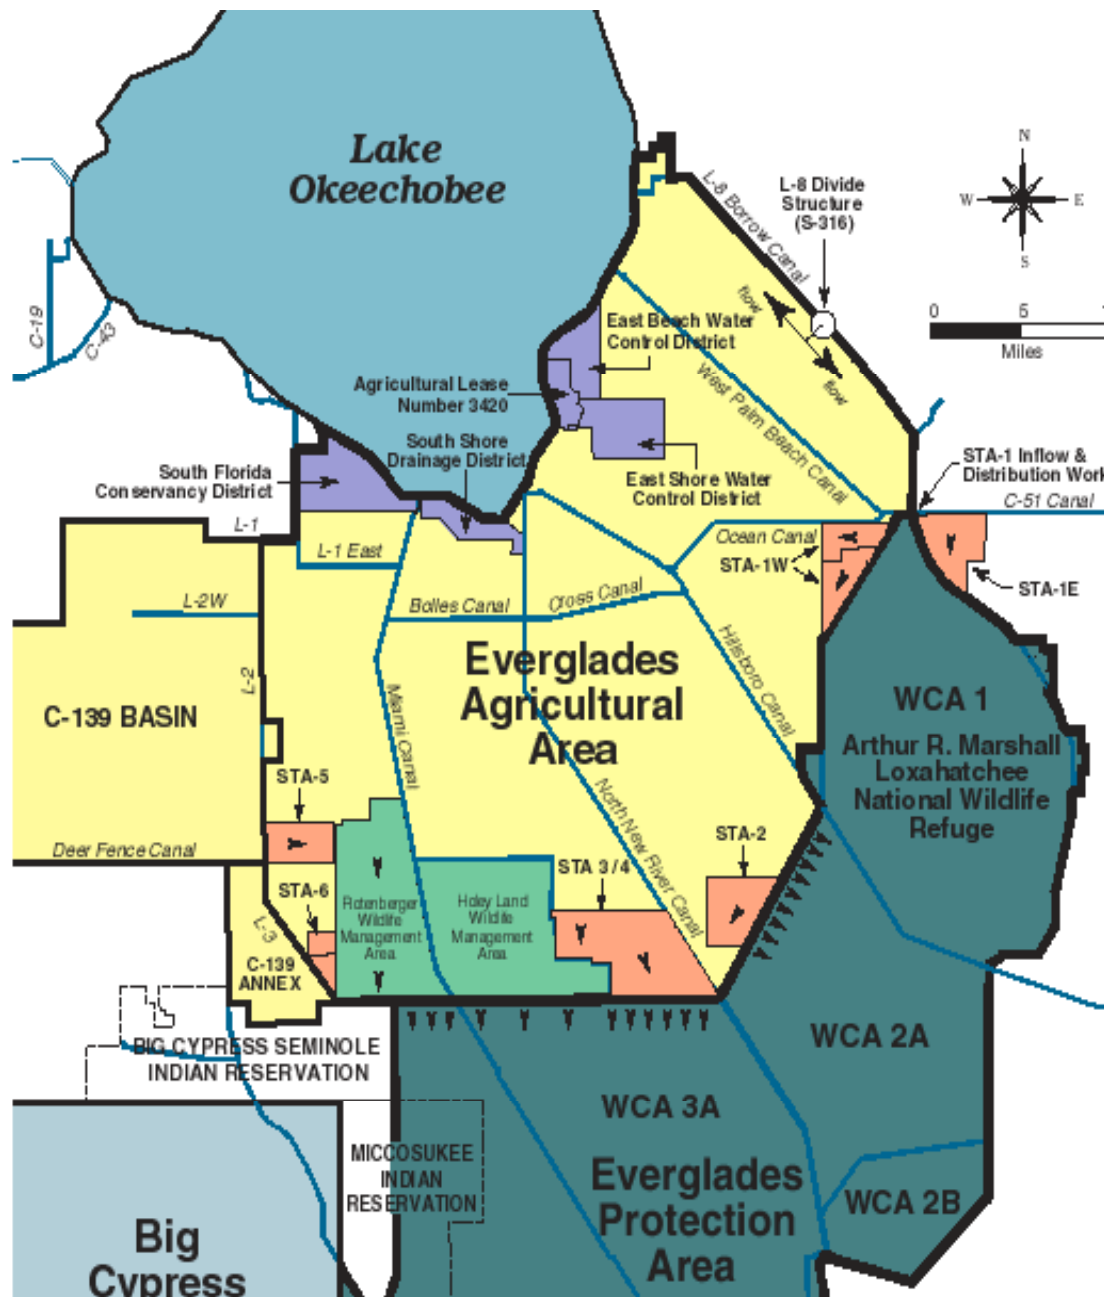 Lake
Okeechobee
N
W
E
S
L-8 Borrow Canal
L-8 Divide
Structure
(S-316)
flow
flow
0
5
Miles
C-19
C-43
East Beach Water
Control District
West Palm Beach Canal
Agricultural Lease
Number 3420
South Shore
Drainage District
South Florida
Conservancy District
East Shore Water
Control District
STA-1 Inflow &
Distribution Work
C-51 Canal
L-1
L-1 East
Ocean Canal
STA-1W
STA-1E
L-2W
Bolles Canal
Cross Canal
Hillsboro Canal
L-2
Everglades
Agricultural
Area
C-139 BASIN
Miami Canal
WCA 1
Arthur R. Marshall
Loxahatchee
National Wildlife
Refuge
STA-5
North New River Canal
STA-2
Deer Fence Canal
STA 3/4
STA-6
Rotenberger
Wildlife
Management
Area
Holey Land
Wildlife
Management
Area
L-3
C-139
ANNEX
BIG CYPRESS SEMINOLE
INDIAN RESERVATION
WCA 2A
WCA 3A
MICCOSUKEE
INDIAN
RESERVATION
Everglades
Protection
Area
WCA 2B
Big
Cypress